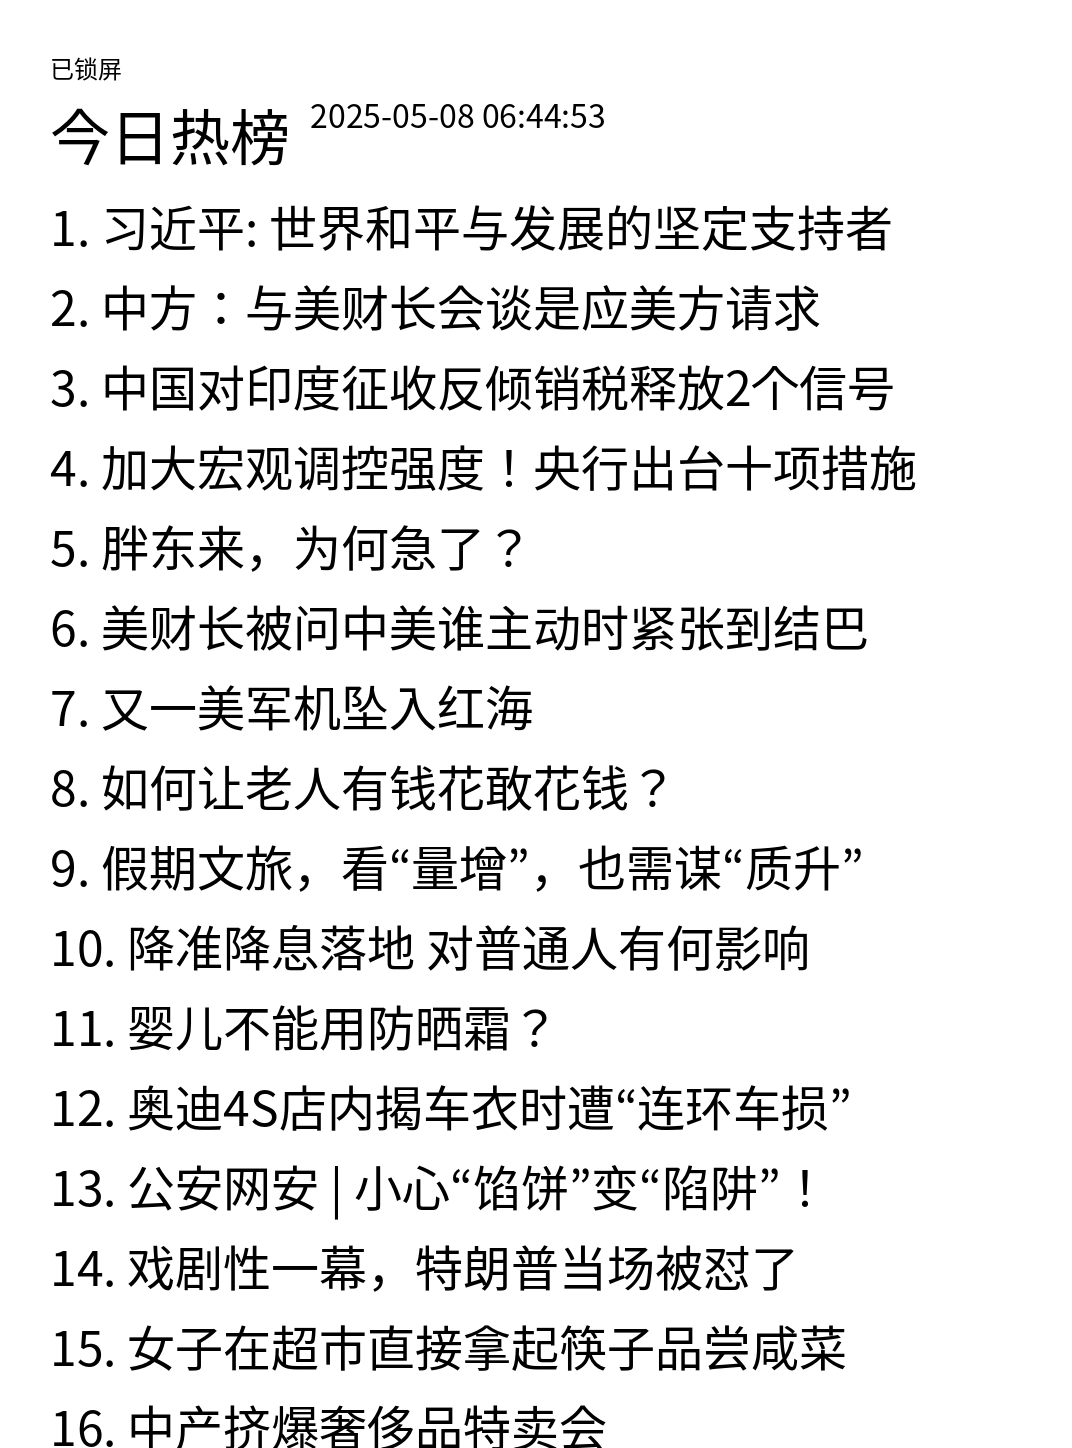 已锁屏
今日热榜 2025-05-08 06:44:53
1. 习近平: 世界和平与发展的坚定支持者
2. 中方：与美财长会谈是应美方请求
3. 中国对印度征收反倾销税释放2个信号
4. 加大宏观调控强度！央行出台十项措施
5. 胖东来，为何急了？
6. 美财长被问中美谁主动时紧张到结巴
7. 又一美军机坠入红海
8. 如何让老人有钱花敢花钱？
9. 假期文旅，看“量增”，也需谋“质升”
10. 降准降息落地 对普通人有何影响
11. 婴儿不能用防晒霜？
12. 奥迪4S店内揭车衣时遭“连环车损”
13. 公安网安 | 小心“馅饼”变“陷阱”！
14. 戏剧性一幕，特朗普当场被怼了
15. 女子在超市直接拿起筷子品尝咸菜
16. 中产挤爆奢侈品特卖会